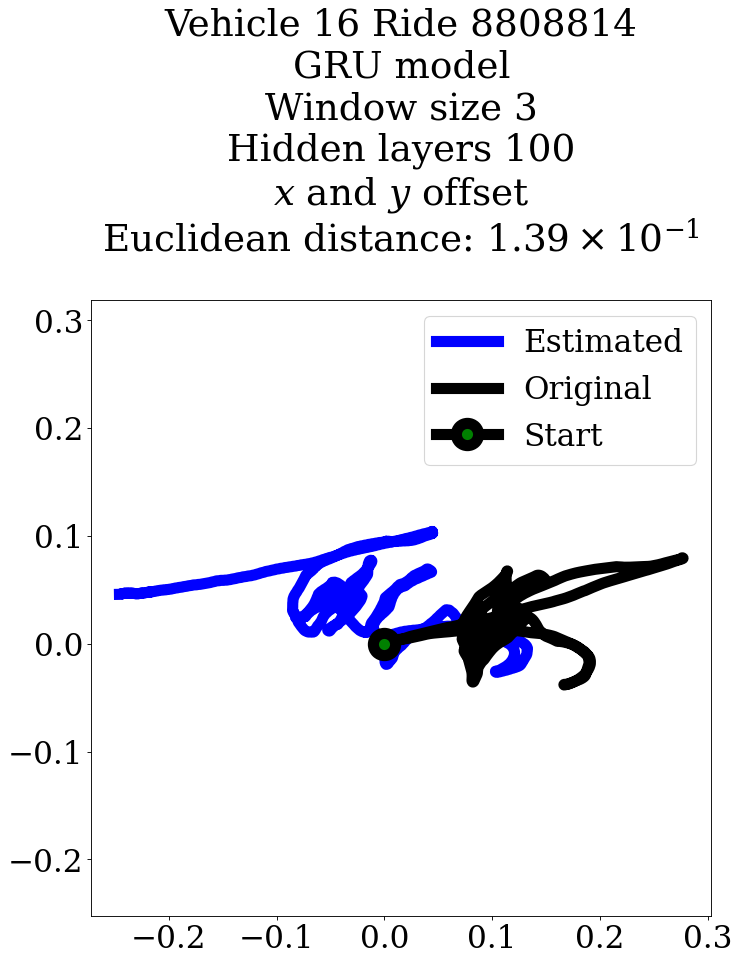 Vehicle 16 Ride 8808814
GRU model
Window size 3
Hidden layers 100
x and y offset
Euclidean distance: 1.39 × 10⁻¹
Estimated
Original
Start
0.3
0.2
0.1
0.0
−0.1
−0.2
−0.2 −0.1 0.0 0.1 0.2 0.3